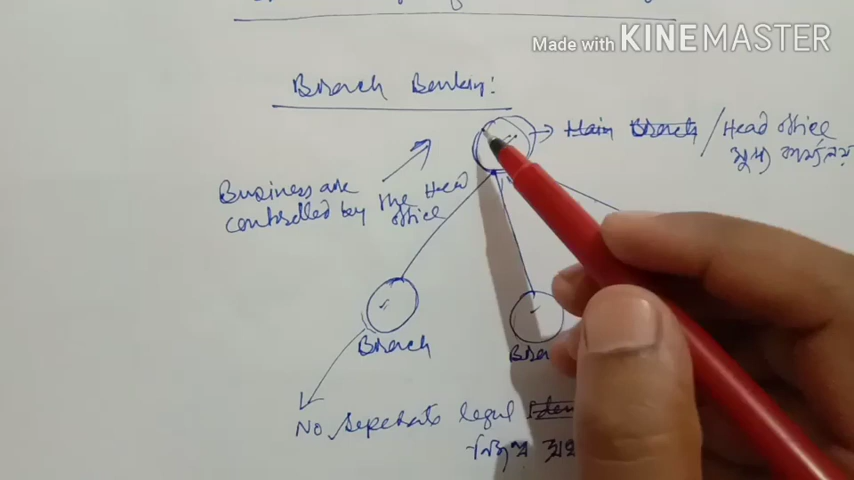 Made with KINEMASTER
Branch Banking:
Main Branch / Head office
মুখ্য কার্যালয়
Business are
controlled by the Head
office
Branch
Bra
No seperate legal